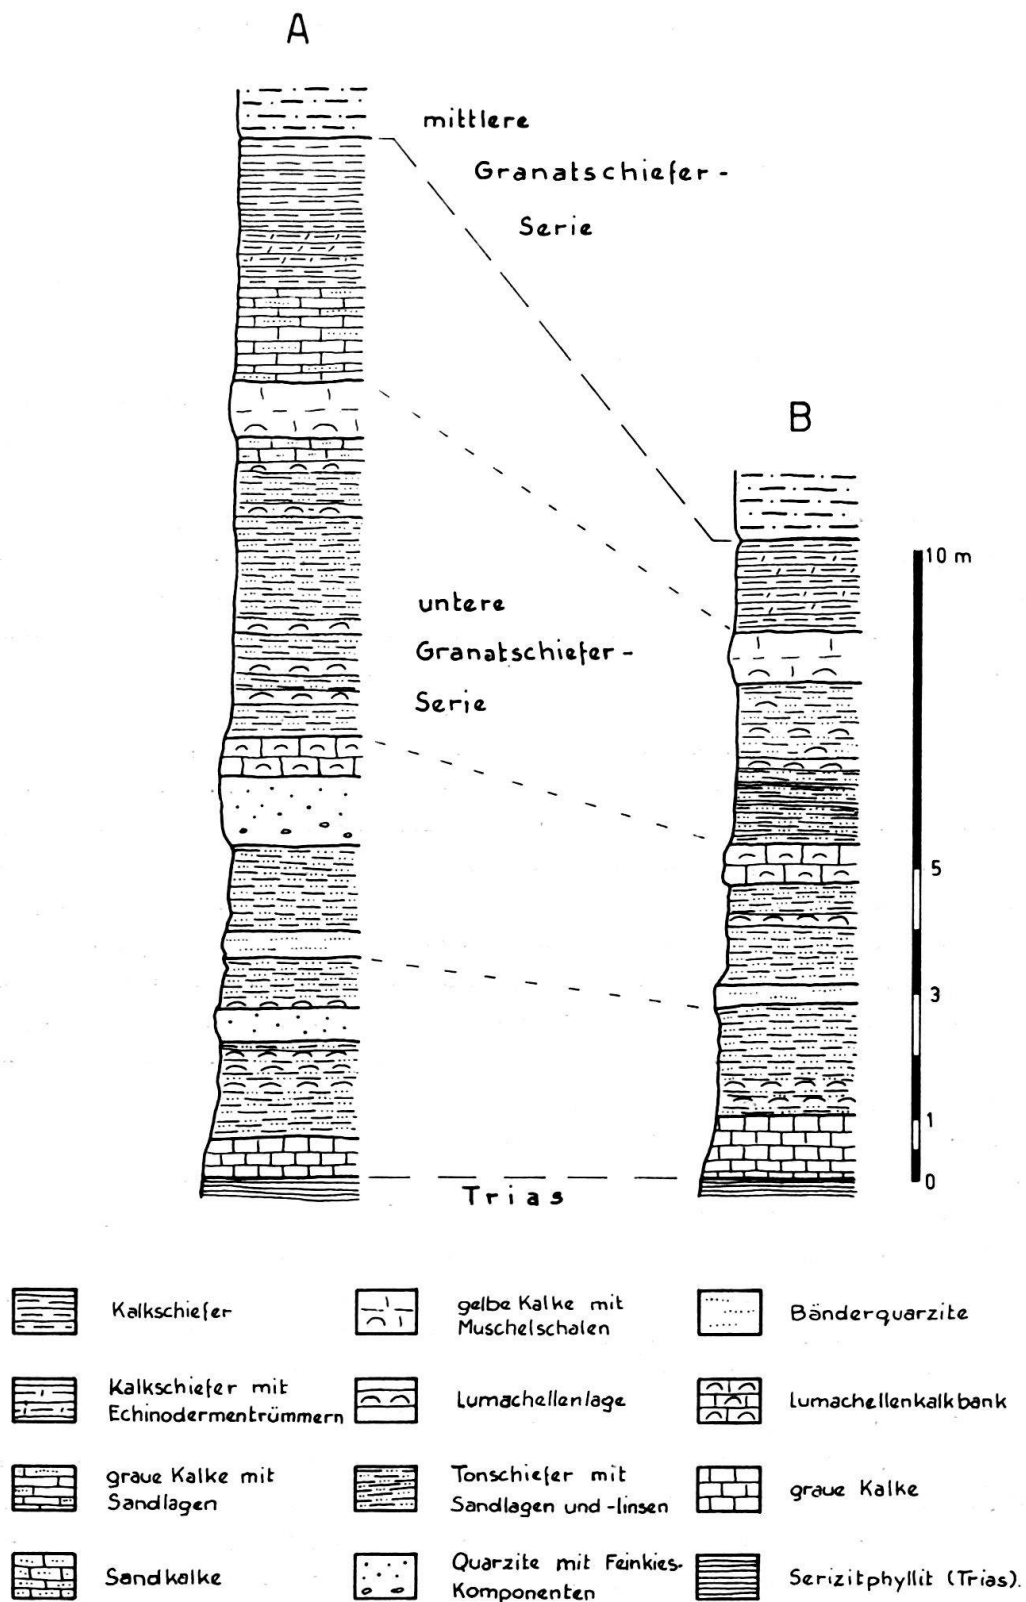 A
mittlere
Granatschiefer-
Serie
B
10 m
untere
Granatschiefer-
Serie
5
3
1
0
Trias
Kalkschiefer
gelbe Kalke mit
Muschelschalen
Bänderquarzite
Kalkschiefer mit
Echinodermentrümmern
Lumachellenlage
Lumachellenkalkbank
graue Kalke mit
Sandlagen
Tonschiefer mit
Sandlagen und -linsen
graue Kalke
Sandkalke
Quarzite mit Feinkies-
Komponenten
Serizitphyllit (Trias).